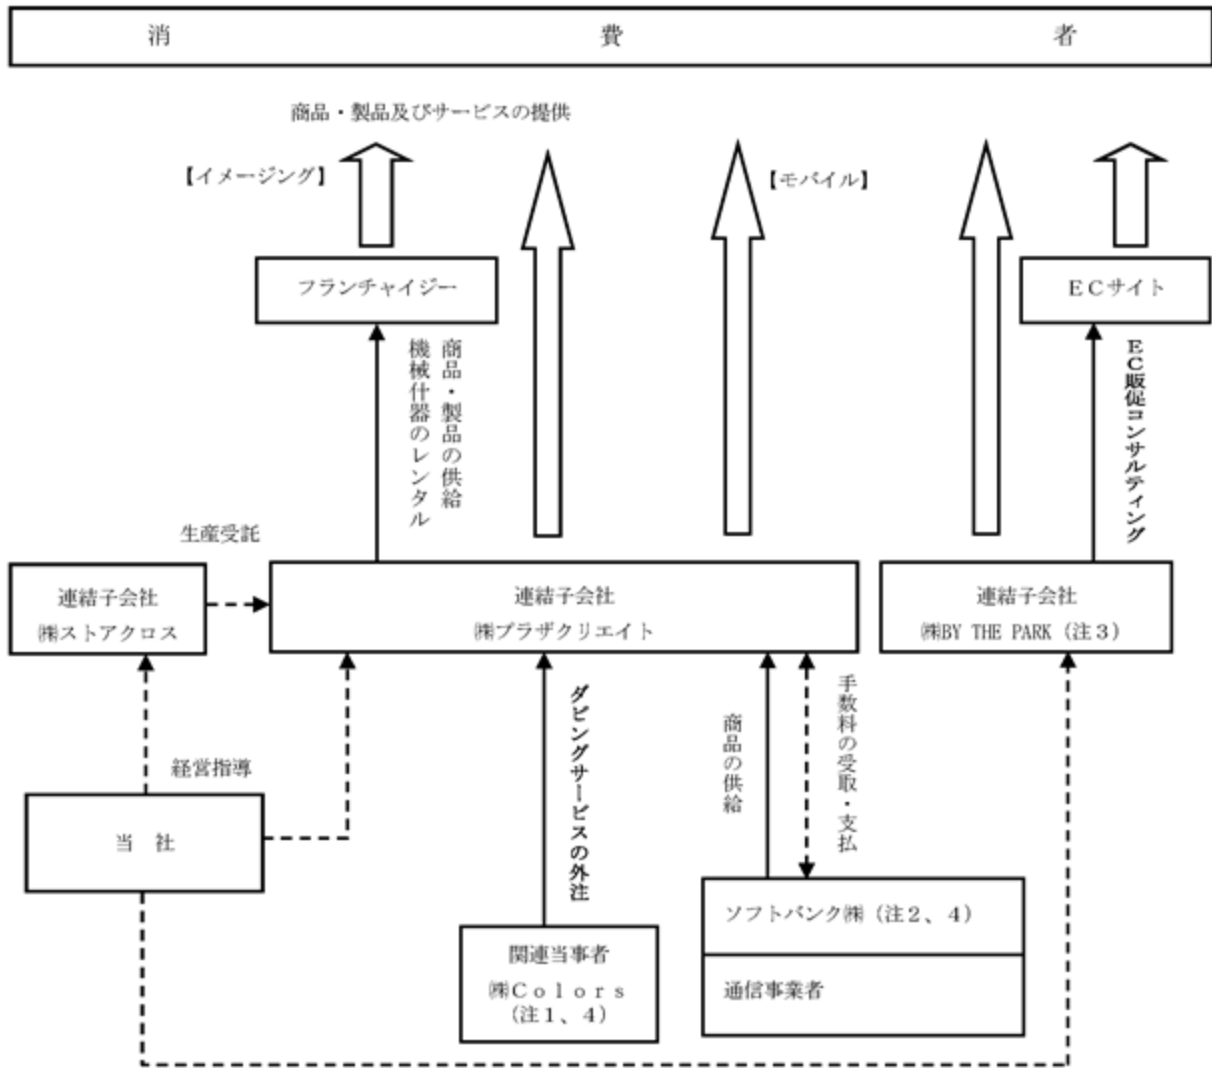 消費者
商品・製品及びサービスの提供
【イメージング】
【モバイル】
フランチャイジー
ECサイト
商品・製品の供給
機械什器のレンタル
EC販促コンサルティング
生産受託
連結子会社
㈱ストアクロス
連結子会社
㈱プラザクリエイト
連結子会社
㈱BY THE PARK（注3）
経営指導
当 社
ダビングサービスの外注
商品の供給
手数料の受取・支払
関連当事者
㈱Colors
（注1、4）
ソフトバンク㈱（注2、4）
通信事業者